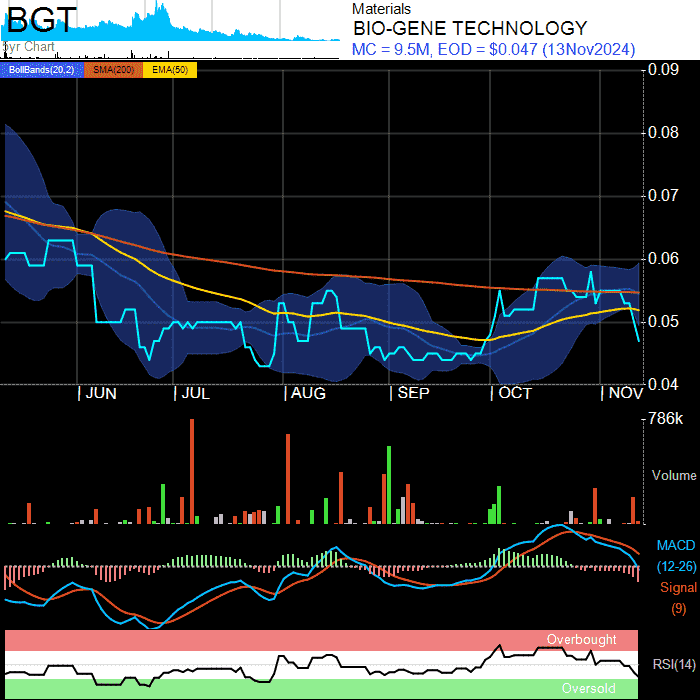 BGT
5yr Chart
Materials
BIO-GENE TECHNOLOGY
MC = 9.5M, EOD = $0.047 (13Nov2024)
BollBands(20,2) SMA(200) EMA(50)
0.09
0.08
0.07
0.06
0.05
0.04
| JUN | JUL | AUG | SEP | OCT | NOV
786k
Volume
MACD
(12-26)
Signal
(9)
Overbought
RSI(14)
Oversold